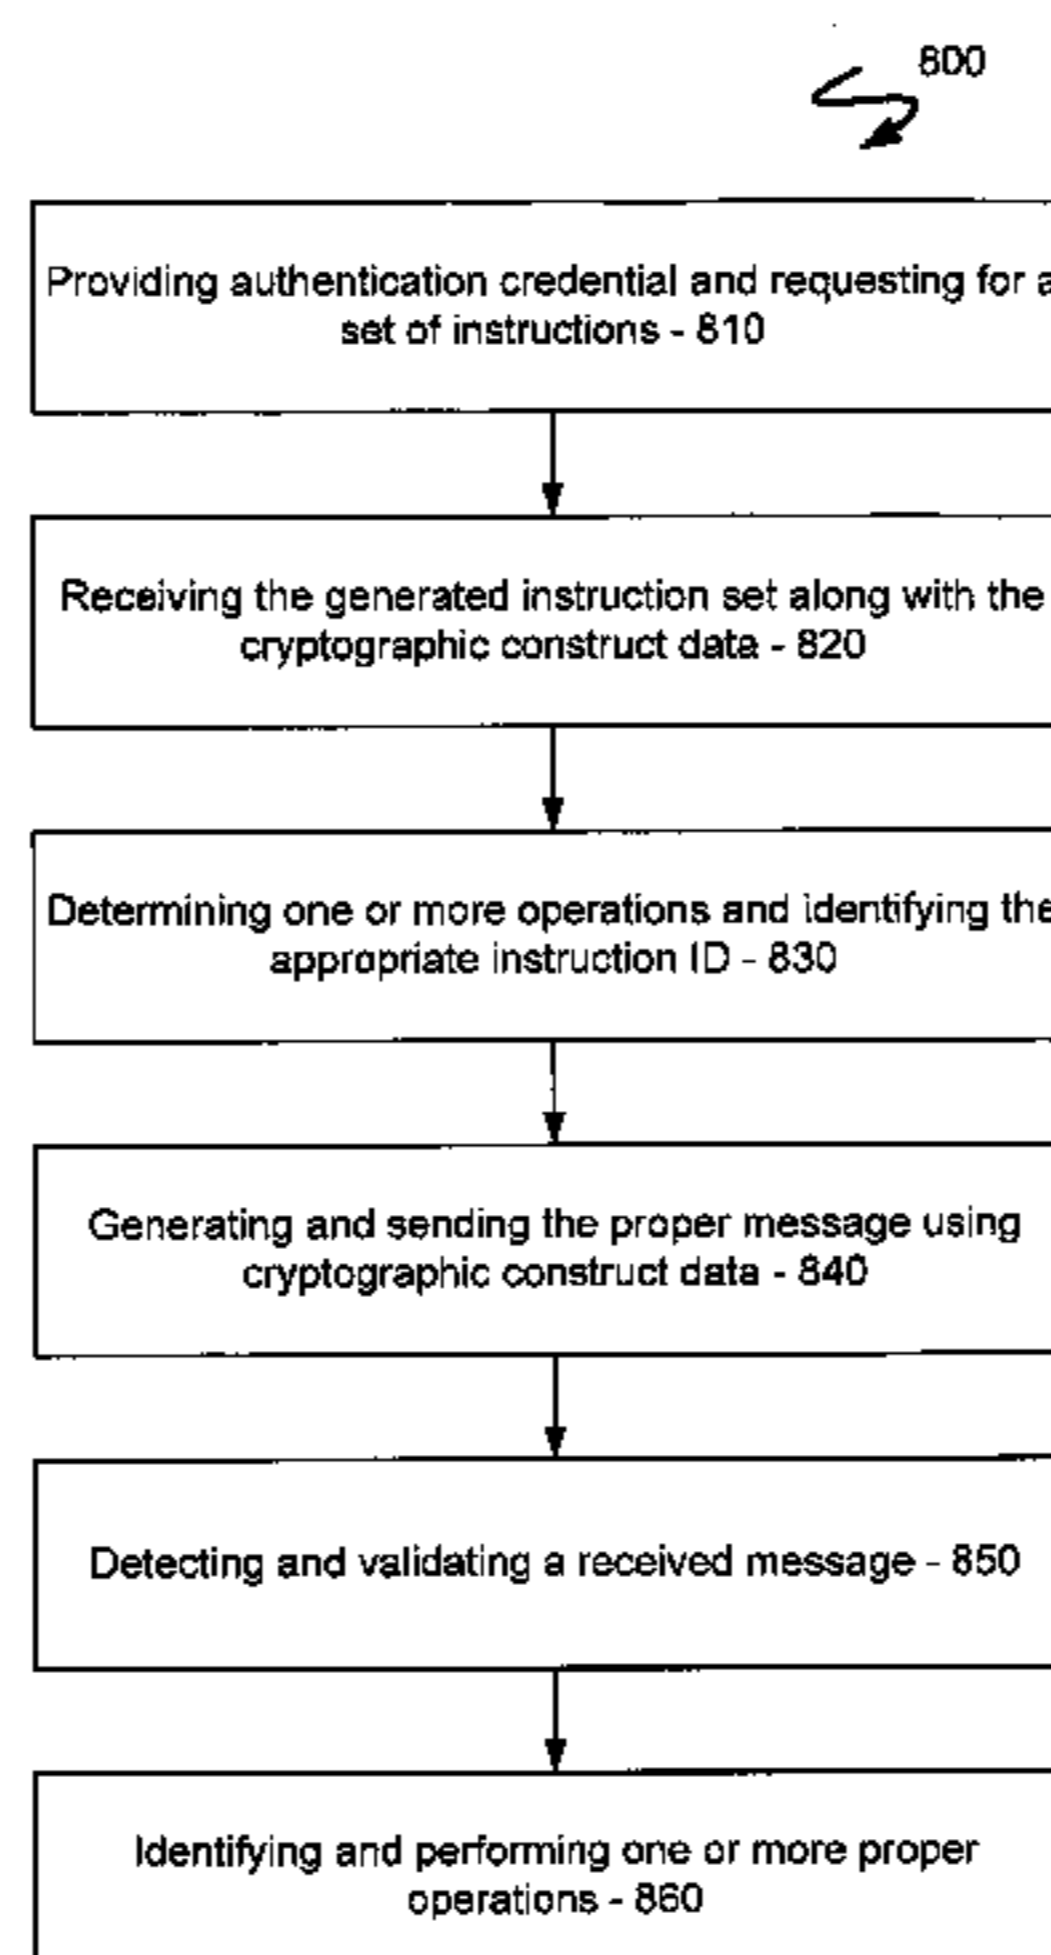 800
Providing authentication credential and requesting for a
set of instructions - 810
Receiving the generated instruction set along with the
cryptographic construct data - 820
Determining one or more operations and identifying the
appropriate instruction ID - 830
Generating and sending the proper message using
cryptographic construct data - 840
Detecting and validating a received message - 850
Identifying and performing one or more proper
operations - 860